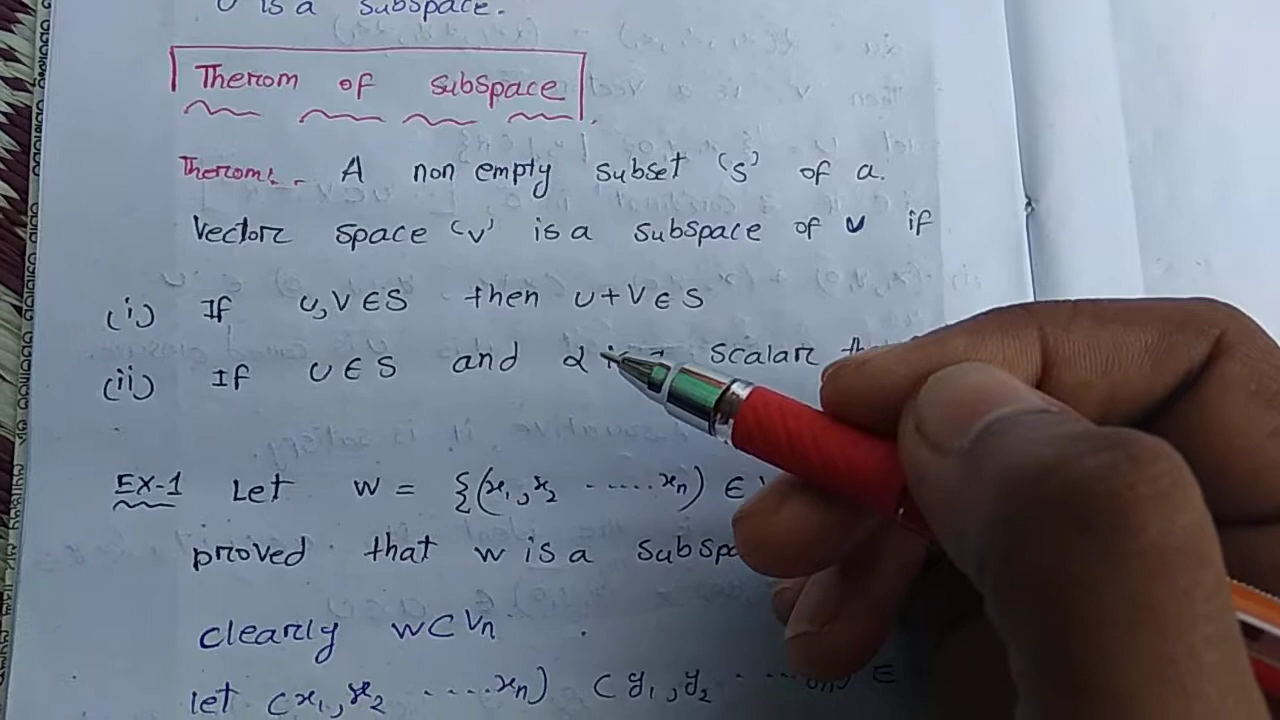 U is a subspace.
Therom of subspace
Therom:- A non empty subset 's' of a.
Vector space 'v' is a subspace of v if
(i) If U,V∈S then U+V∈S
(ii) If U∈S and α is a scalar
EX-1 Let W = {(x₁,x₂ ......xₙ) ∈
proved that w is a
clearly W⊂Vₙ
let (x₁,x₂ .....xₙ) (y₁,y₂ ∈